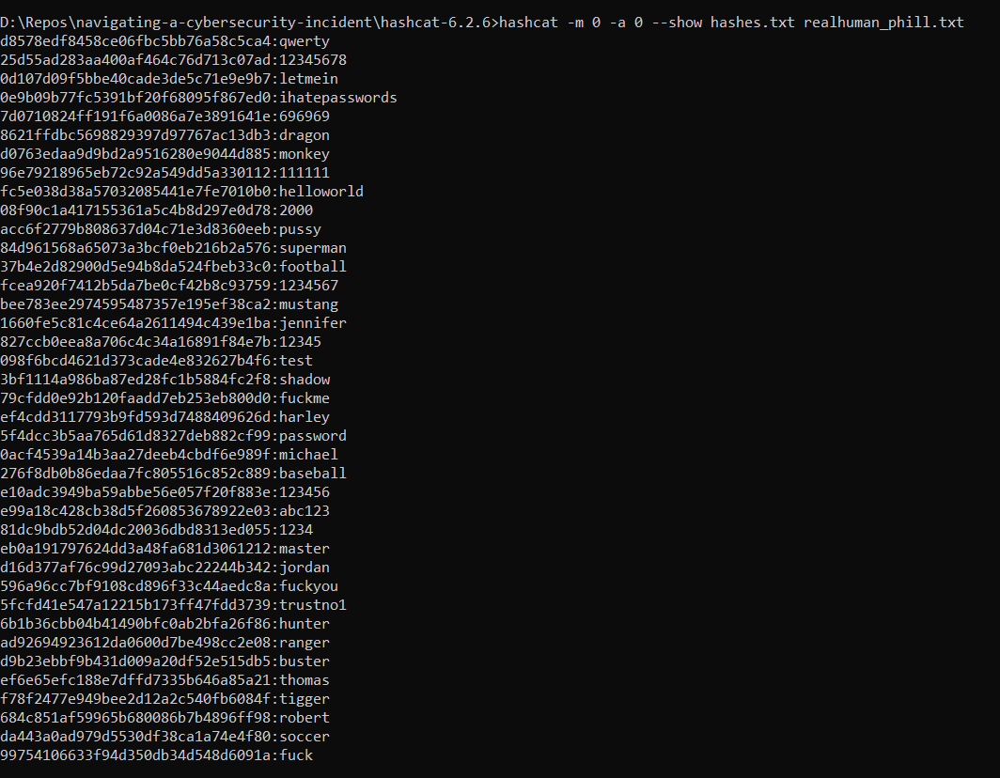 D:\Repos\navigating-a-cybersecurity-incident\hashcat-6.2.6>hashcat -m 0 -a 0 --show hashes.txt realhuman_phill.txt
d8578edf8458ce06fbc5bb76a58c5ca4:qwerty
25d55ad283aa400af464c76d713c07ad:12345678
0d107d09f5bbe40cade3de5c71e9e9b7:letmein
0e9b09b77fc5391bf20f68095f867ed0:ihatepasswords
7d0710824ff191f6a0086a7e3891641e:696969
8621ffdbc5698829397d97767ac13db3:dragon
d0763edaa9d9bd2a9516280e9044d885:monkey
96e79218965eb72c92a549dd5a330112:111111
fc5e038d38a57032085441e7fe7010b0:helloworld
08f90c1a417155361a5c4b8d297e0d78:2000
acc6f2779b808637d04c71e3d8360eeb:pussy
84d961568a65073a3bcf0eb216b2a576:superman
37b4e2d82900d5e94b8da524fbeb33c0:football
fcea920f7412b5da7be0cf42b8c93759:1234567
bee783ee2974595487357e195ef38ca2:mustang
1660fe5c81c4ce64a2611494c439e1ba:jennifer
827ccb0eea8a706c4c34a16891f84e7b:12345
098f6bcd4621d373cade4e832627b4f6:test
3bf1114a986ba87ed28fc1b5884fc2f8:shadow
79cfdd0e92b120faadd7eb253eb800d0:fuckme
ef4cdd3117793b9fd593d7488409626d:harley
5f4dcc3b5aa765d61d8327deb882cf99:password
0acf4539a14b3aa27deeb4cbdf6e989f:michael
276f8db0b86edaa7fc805516c852c889:baseball
e10adc3949ba59abbe56e057f20f883e:123456
e99a18c428cb38d5f260853678922e03:abc123
81dc9bdb52d04dc20036dbd8313ed055:1234
eb0a191797624dd3a48fa681d3061212:master
d16d377af76c99d27093abc22244b342:jordan
596a96cc7bf9108cd896f33c44aedc8a:fuckyou
5fcfd41e547a12215b173ff47fdd3739:trustno1
6b1b36cbb04b41490bfc0ab2bfa26f86:hunter
ad92694923612da0600d7be498cc2e08:ranger
d9b23ebbf9b431d009a20df52e515db5:buster
ef6e65efc188e7dffd7335b646a85a21:thomas
f78f2477e949bee2d12a2c540fb6084f:tigger
684c851af59965b680086b7b4896ff98:robert
da443a0ad979d5530df38ca1a74e4f80:soccer
99754106633f94d350db34d548d6091a:fuck